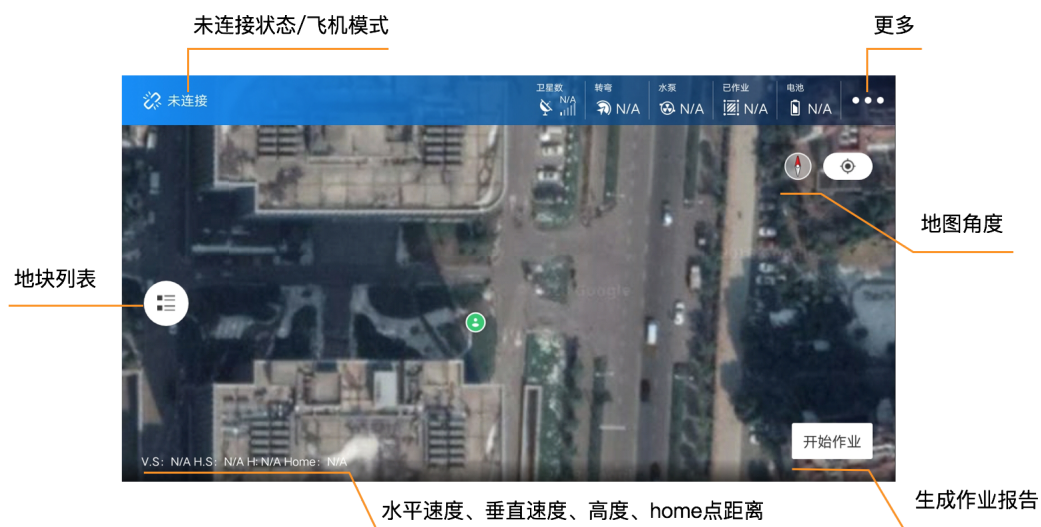 未连接状态/飞机模式
更多
未连接
卫星数
N/A
转弯
N/A
水泵
N/A
已作业
N/A
电池
N/A
地图角度
地块列表
Google
开始作业
V.S: N/A H.S: N/A H: N/A Home: N/A
水平速度、垂直速度、高度、home点距离
生成作业报告